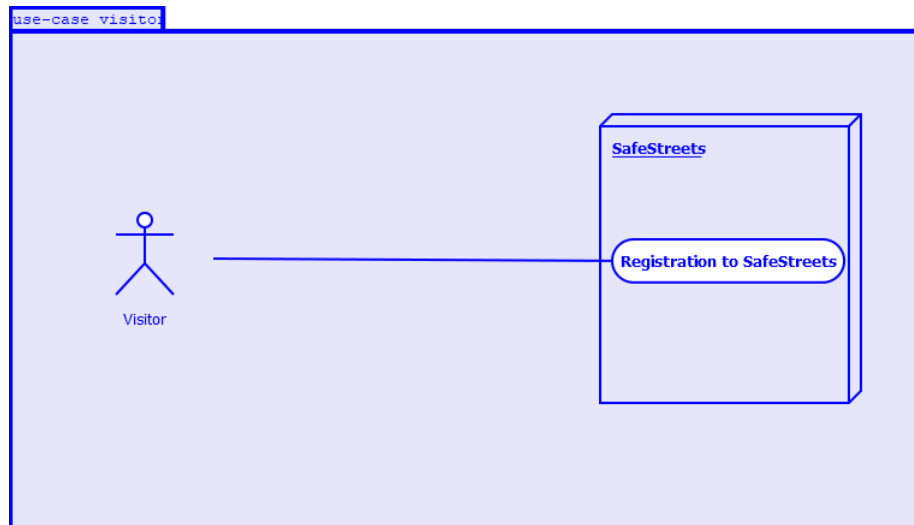 use-case visitor
SafeStreets
Registration to SafeStreets
Visitor